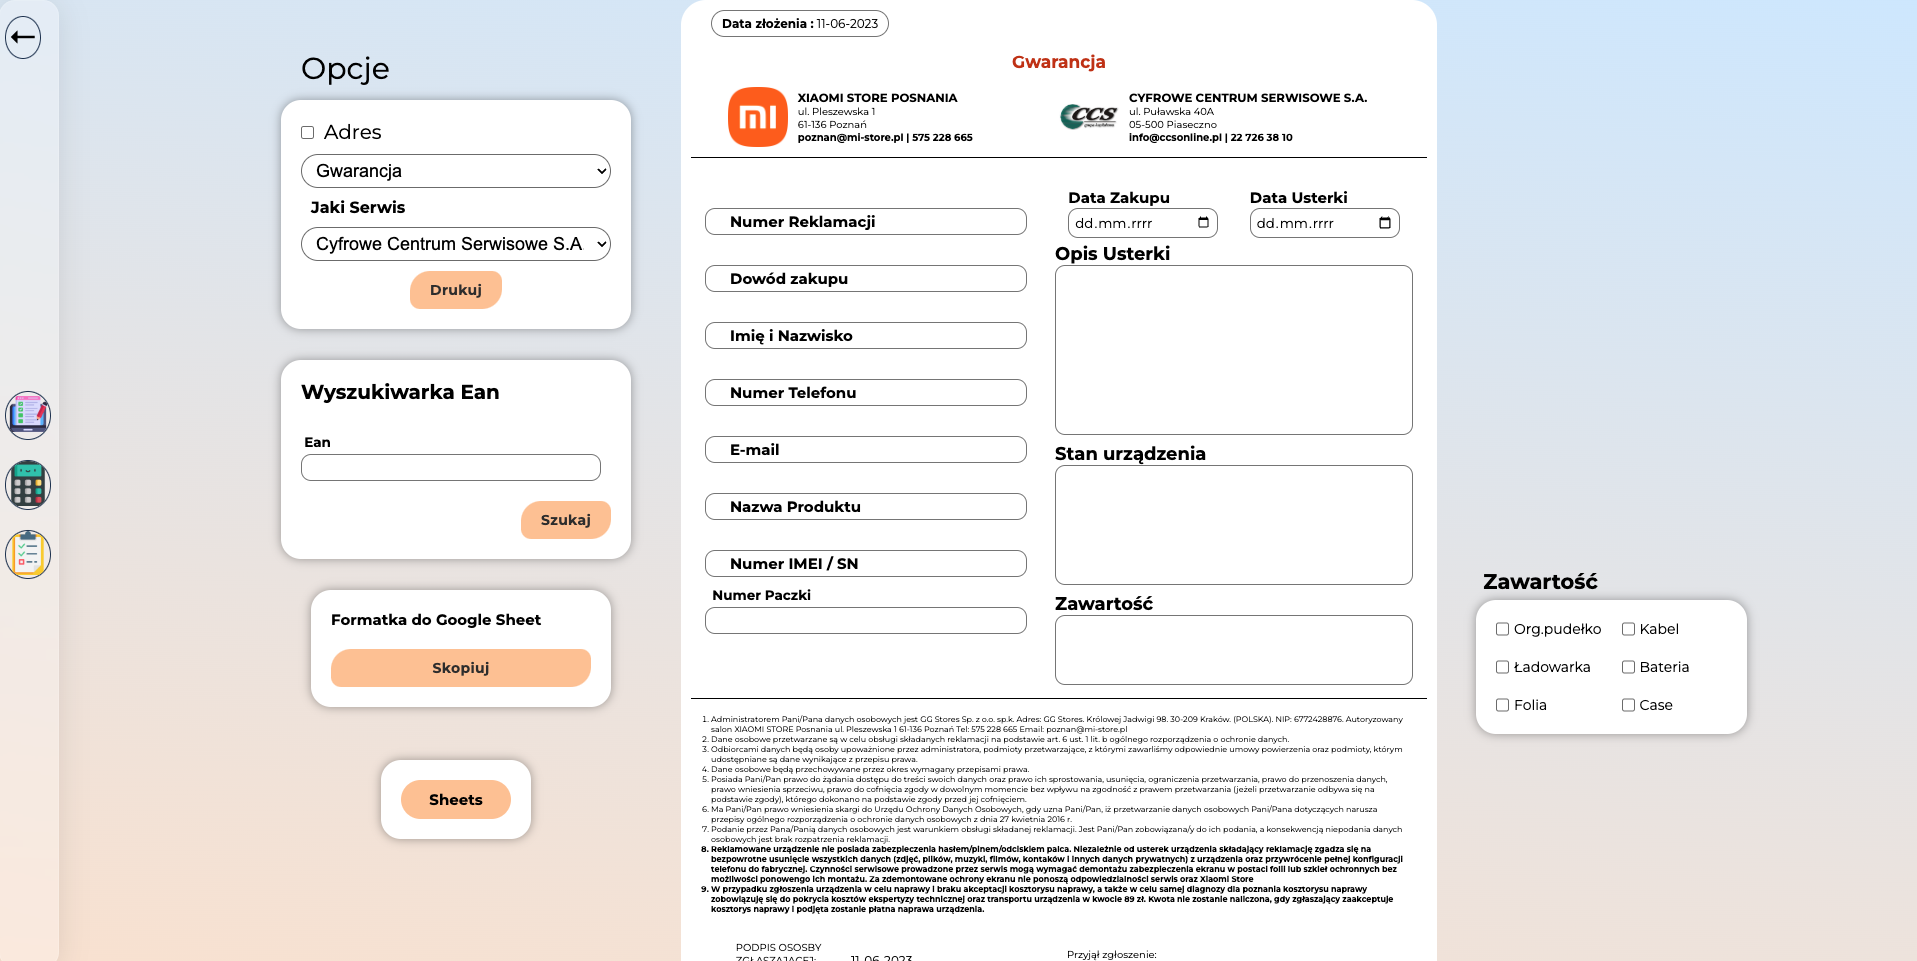 Opcje
Adres
Gwarancja
Jaki Serwis
Cyfrowe Centrum Serwisowe S.A
Drukuj
Wyszukiwarka Ean
Ean
Szukaj
Formatka do Google Sheet
Skopiuj
Sheets
Data złożenia : 11-06-2023
Gwarancja
mi
XIAOMI STORE POSNANIA
ul. Pleszewska 1
61-136 Poznań
poznan@mi-store.pl | 575 228 665
CCS
CYFROWE CENTRUM SERWISOWE S.A.
ul. Puławska 40A
05-500 Piaseczno
info@ccsonline.pl | 22 726 38 10
Numer Reklamacji
Dowód zakupu
Imię i Nazwisko
Numer Telefonu
E-mail
Nazwa Produktu
Numer IMEI / SN
Numer Paczki
Data Zakupu
dd.mm.rrrr
Data Usterki
dd.mm.rrrr
Opis Usterki
Stan urządzenia
Zawartość
1. Administratorem Pani/Pana danych osobowych jest GG Stores Sp. z o.o. sp.k. Adres: GG Stores. Królowej Jadwigi 98. 30-209 Kraków. (POLSKA). NIP: 6772428876. Autoryzowany
salon XIAOMI STORE Posnania ul. Pleszewska 1 61-136 Poznań Tel: 575 228 665 Email: poznan@mi-store.pl
2. Dane osobowe przetwarzane są w celu obsługi składanych reklamacji na podstawie art. 6 ust. 1 lit. b ogólnego rozporządzenia o ochronie danych.
3. Odbiorcami danych będą osoby upoważnione przez administratora, podmioty przetwarzające, z którymi zawarliśmy odpowiednie umowy powierzenia oraz podmioty, którym
udostępniane są dane wynikające z przepisu prawa.
4. Dane osobowe będą przechowywane przez okres wymagany przepisami prawa.
5. Posiada Pani/Pan prawo do żądania dostępu do treści swoich danych oraz prawo ich sprostowania, usunięcia, ograniczenia przetwarzania, prawo do przenoszenia danych,
prawo wniesienia sprzeciwu, prawo do cofnięcia zgody w dowolnym momencie bez wpływu na zgodność z prawem przetwarzania (jeżeli przetwarzanie odbywa się na
podstawie zgody), którego dokonano na podstawie zgody przed jej cofnięciem.
6. Ma Pani/Pan prawo wniesienia skargi do Urzędu Ochrony Danych Osobowych, gdy uzna Pani/Pan, iż przetwarzanie danych osobowych Pani/Pana dotyczących narusza
przepisy ogólnego rozporządzenia o ochronie danych osobowych z dnia 27 kwietnia 2016 r.
7. Podanie przez Pana/Panią danych osobowych jest warunkiem obsługi składanej reklamacji. Jest Pani/Pan zobowiązana/y do ich podania, a konsekwencją niepodania danych
osobowych jest brak rozpatrzenia reklamacji.
8. Reklamowane urządzenie nie posiada zabezpieczenia hasłem/pinem/odciskiem palca. Niezależnie od usterek urządzenia składający reklamację zgadza się na
bezpowrotne usunięcie wszystkich danych (zdjęć, plików, muzyki, filmów, kontaków i innych danych prywatnych) z urządzenia oraz przywrócenie pełnej konfiguracji
telefonu do fabrycznej. Czynności serwisowe prowadzone przez serwis mogą wymagać demontażu zabezpieczenia ekranu w postaci folii lub szkieł ochronnych bez
możliwości ponowengo ich montażu. Za zdemontowane ochrony ekranu nie ponoszą odpowiedzialności serwis oraz Xiaomi Store
9. W przypadku zgłoszenia urządzenia w celu naprawy i braku akceptacji kosztorysu naprawy, a także w celu samej diagnozy dla poznania kosztorysu naprawy
zobowiązuję się do pokrycia kosztów ekspertyzy technicznej oraz transportu urządzenia w kwocie 89 zł. Kwota nie zostanie naliczona, gdy zgłaszający zaakceptuje
kosztorys naprawy i podjęta zostanie płatna naprawa urządzenia.
PODPIS OSOSBY
ZGŁASZAJĄCEJ: 11-06-2023
Przyjął zgłoszenie:
Zawartość
Org.pudełko Kabel
Ładowarka Bateria
Folia Case